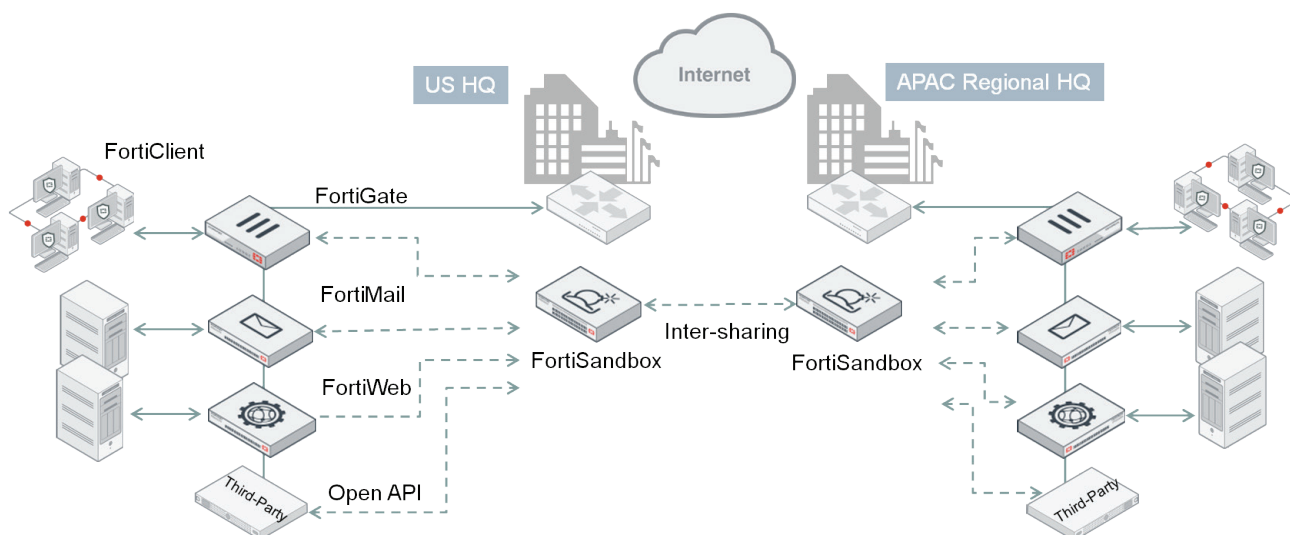 Internet
US HQ
APAC Regional HQ
FortiClient
FortiGate
FortiMail
Inter-sharing
FortiSandbox
FortiSandbox
FortiWeb
Third-Party
Open API
Third-Party